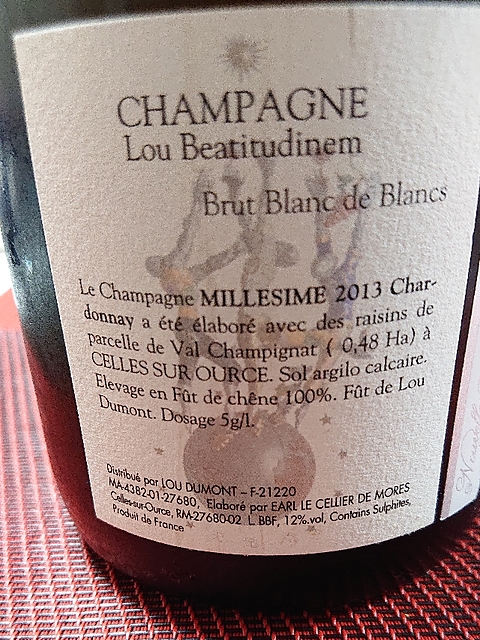 CHAMPAGNE
Lou Beatitudinem
Brut Blanc de Blancs
Le Champagne MILLESIME 2013 Char-
donnay a été élaboré avec des raisins de
parcelle de Val Champignat ( 0,48 Ha) à
CELLES SUR OURCE. Sol argilo calcaire.
Elevage en Fût de chêne 100%. Fût de Lou
Dumont. Dosage 5g/l.
Distribué par LOU DUMONT – F-21220
MA-4382-01-27680, Elaboré par EARL LE CELLIER DE MORES
Celles-sur-Ource, RM-27680-02 L BBF, 12%.vol, Contains Sulphites,
Produit de France